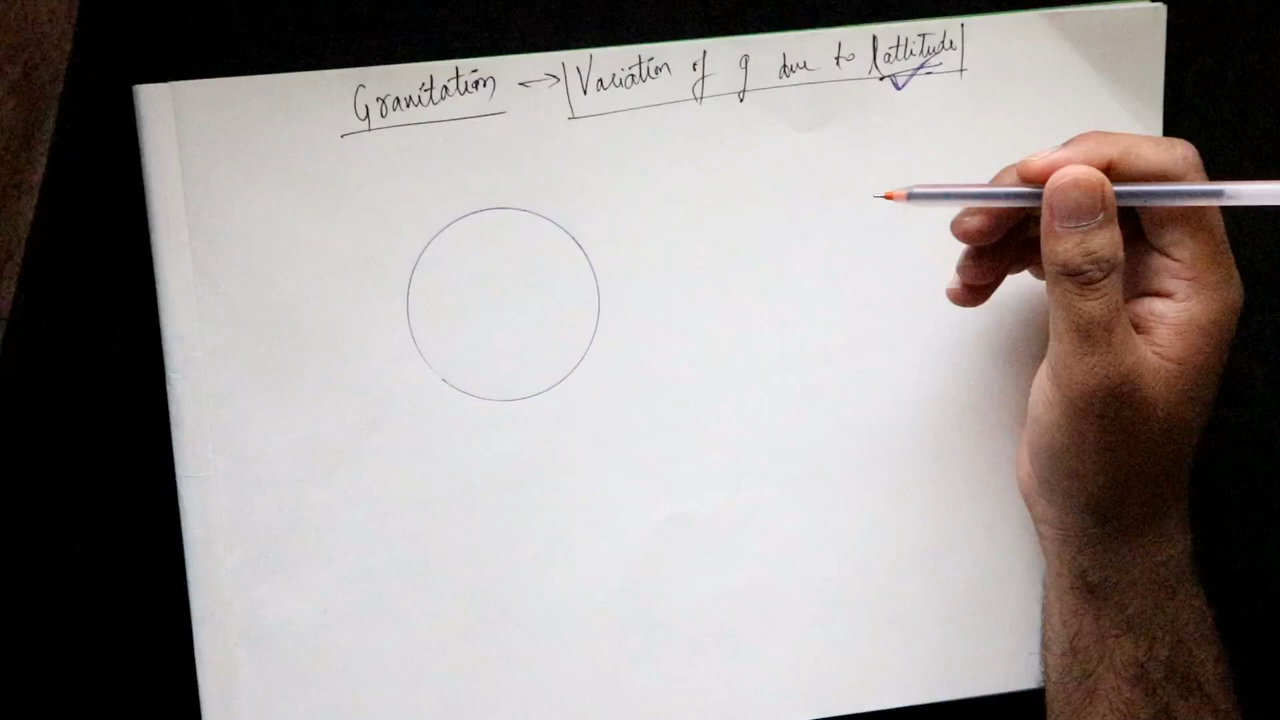 Gravitation → Variation of g due to lattitude